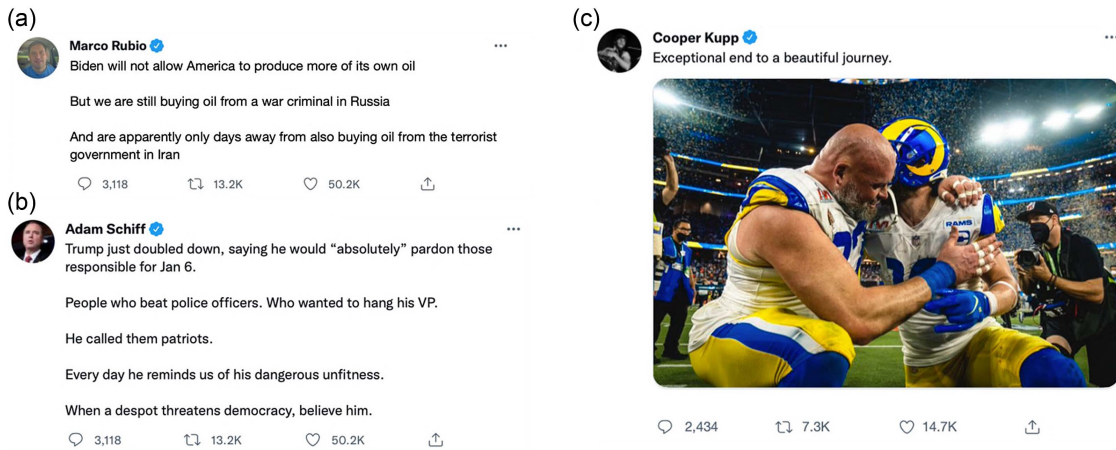 (a)
Marco Rubio
Biden will not allow America to produce more of its own oil
But we are still buying oil from a war criminal in Russia
And are apparently only days away from also buying oil from the terrorist
government in Iran
3,118 13.2K 50.2K
(b)
Adam Schiff
Trump just doubled down, saying he would “absolutely” pardon those
responsible for Jan 6.
People who beat police officers. Who wanted to hang his VP.
He called them patriots.
Every day he reminds us of his dangerous unfitness.
When a despot threatens democracy, believe him.
3,118 13.2K 50.2K
(c)
Cooper Kupp
Exceptional end to a beautiful journey.
RAMS
2,434 7.3K 14.7K